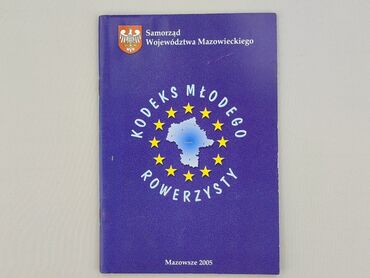 Samorząd
Województwa Mazowieckiego
KODEKS MŁODEGO
ROWERZYSTY
Mazowsze 2005